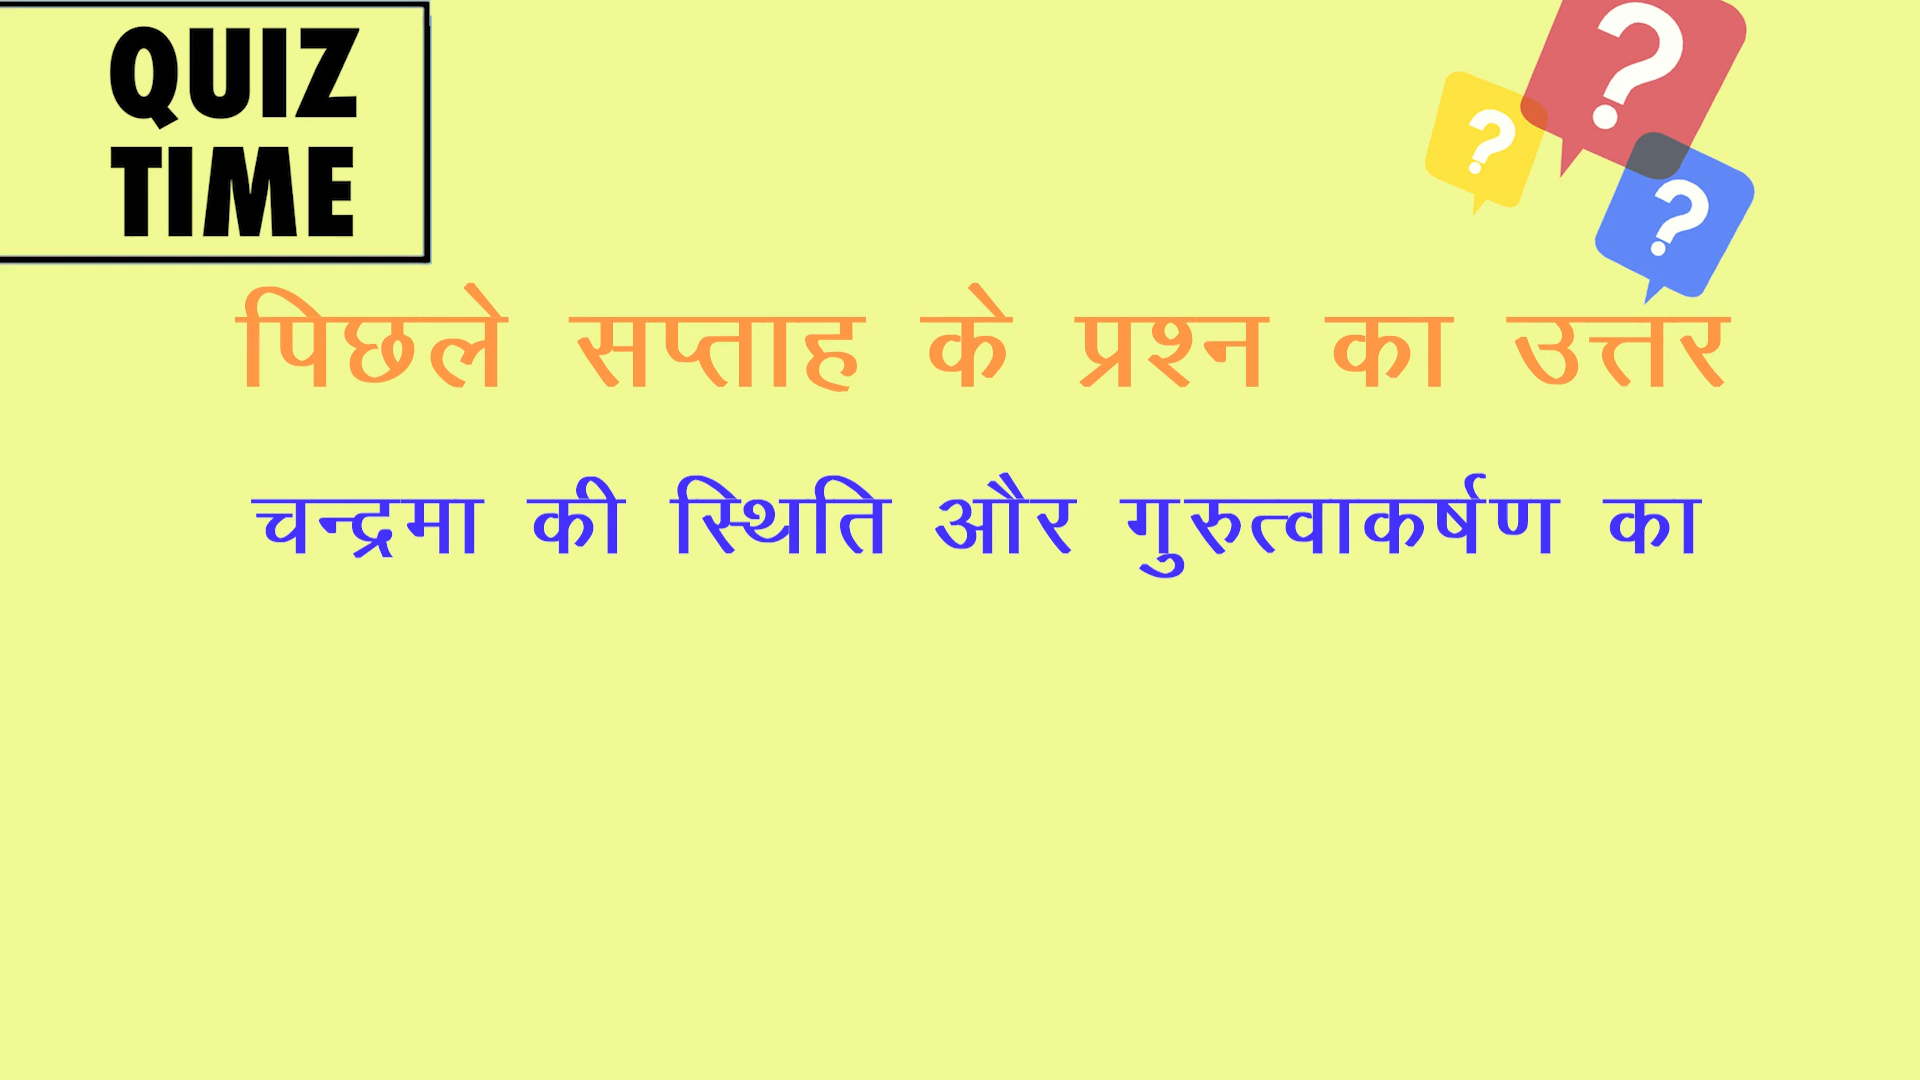 QUIZ
TIME
पिछले सप्ताह के प्रश्न का उत्तर
चन्द्रमा की स्थिति और गुरुत्वाकर्षण का